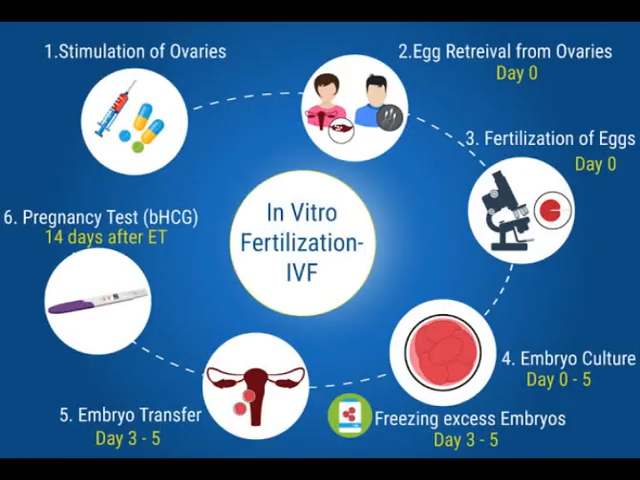 1.Stimulation of Ovaries
2.Egg Retreival from Ovaries
Day 0
3. Fertilization of Eggs
Day 0
In Vitro
Fertilization-
IVF
4. Embryo Culture
Day 0 - 5
Freezing excess Embryos
Day 3 - 5
5. Embryo Transfer
Day 3 - 5
6. Pregnancy Test (bHCG)
14 days after ET